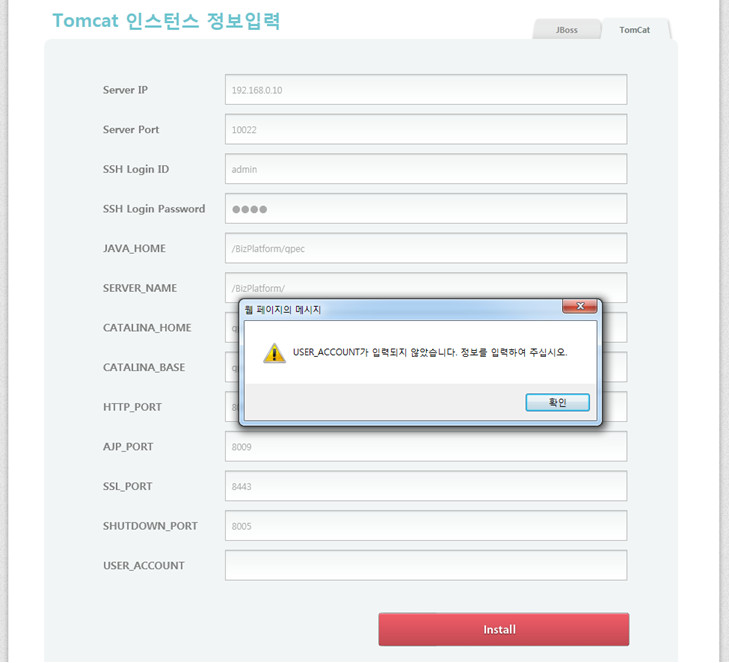 Tomcat 인스턴스 정보입력
JBoss
TomCat
Server IP
192.168.0.10
Server Port
10022
SSH Login ID
admin
SSH Login Password
●●●●
JAVA_HOME
/BizPlatform/qpec
SERVER_NAME
/BizPlatform/
웹 페이지의 메시지
CATALINA_HOME
USER_ACCOUNT가 입력되지 않았습니다. 정보를 입력하여 주십시오.
CATALINA_BASE
확인
HTTP_PORT
AJP_PORT
8009
SSL_PORT
8443
SHUTDOWN_PORT
8005
USER_ACCOUNT
Install